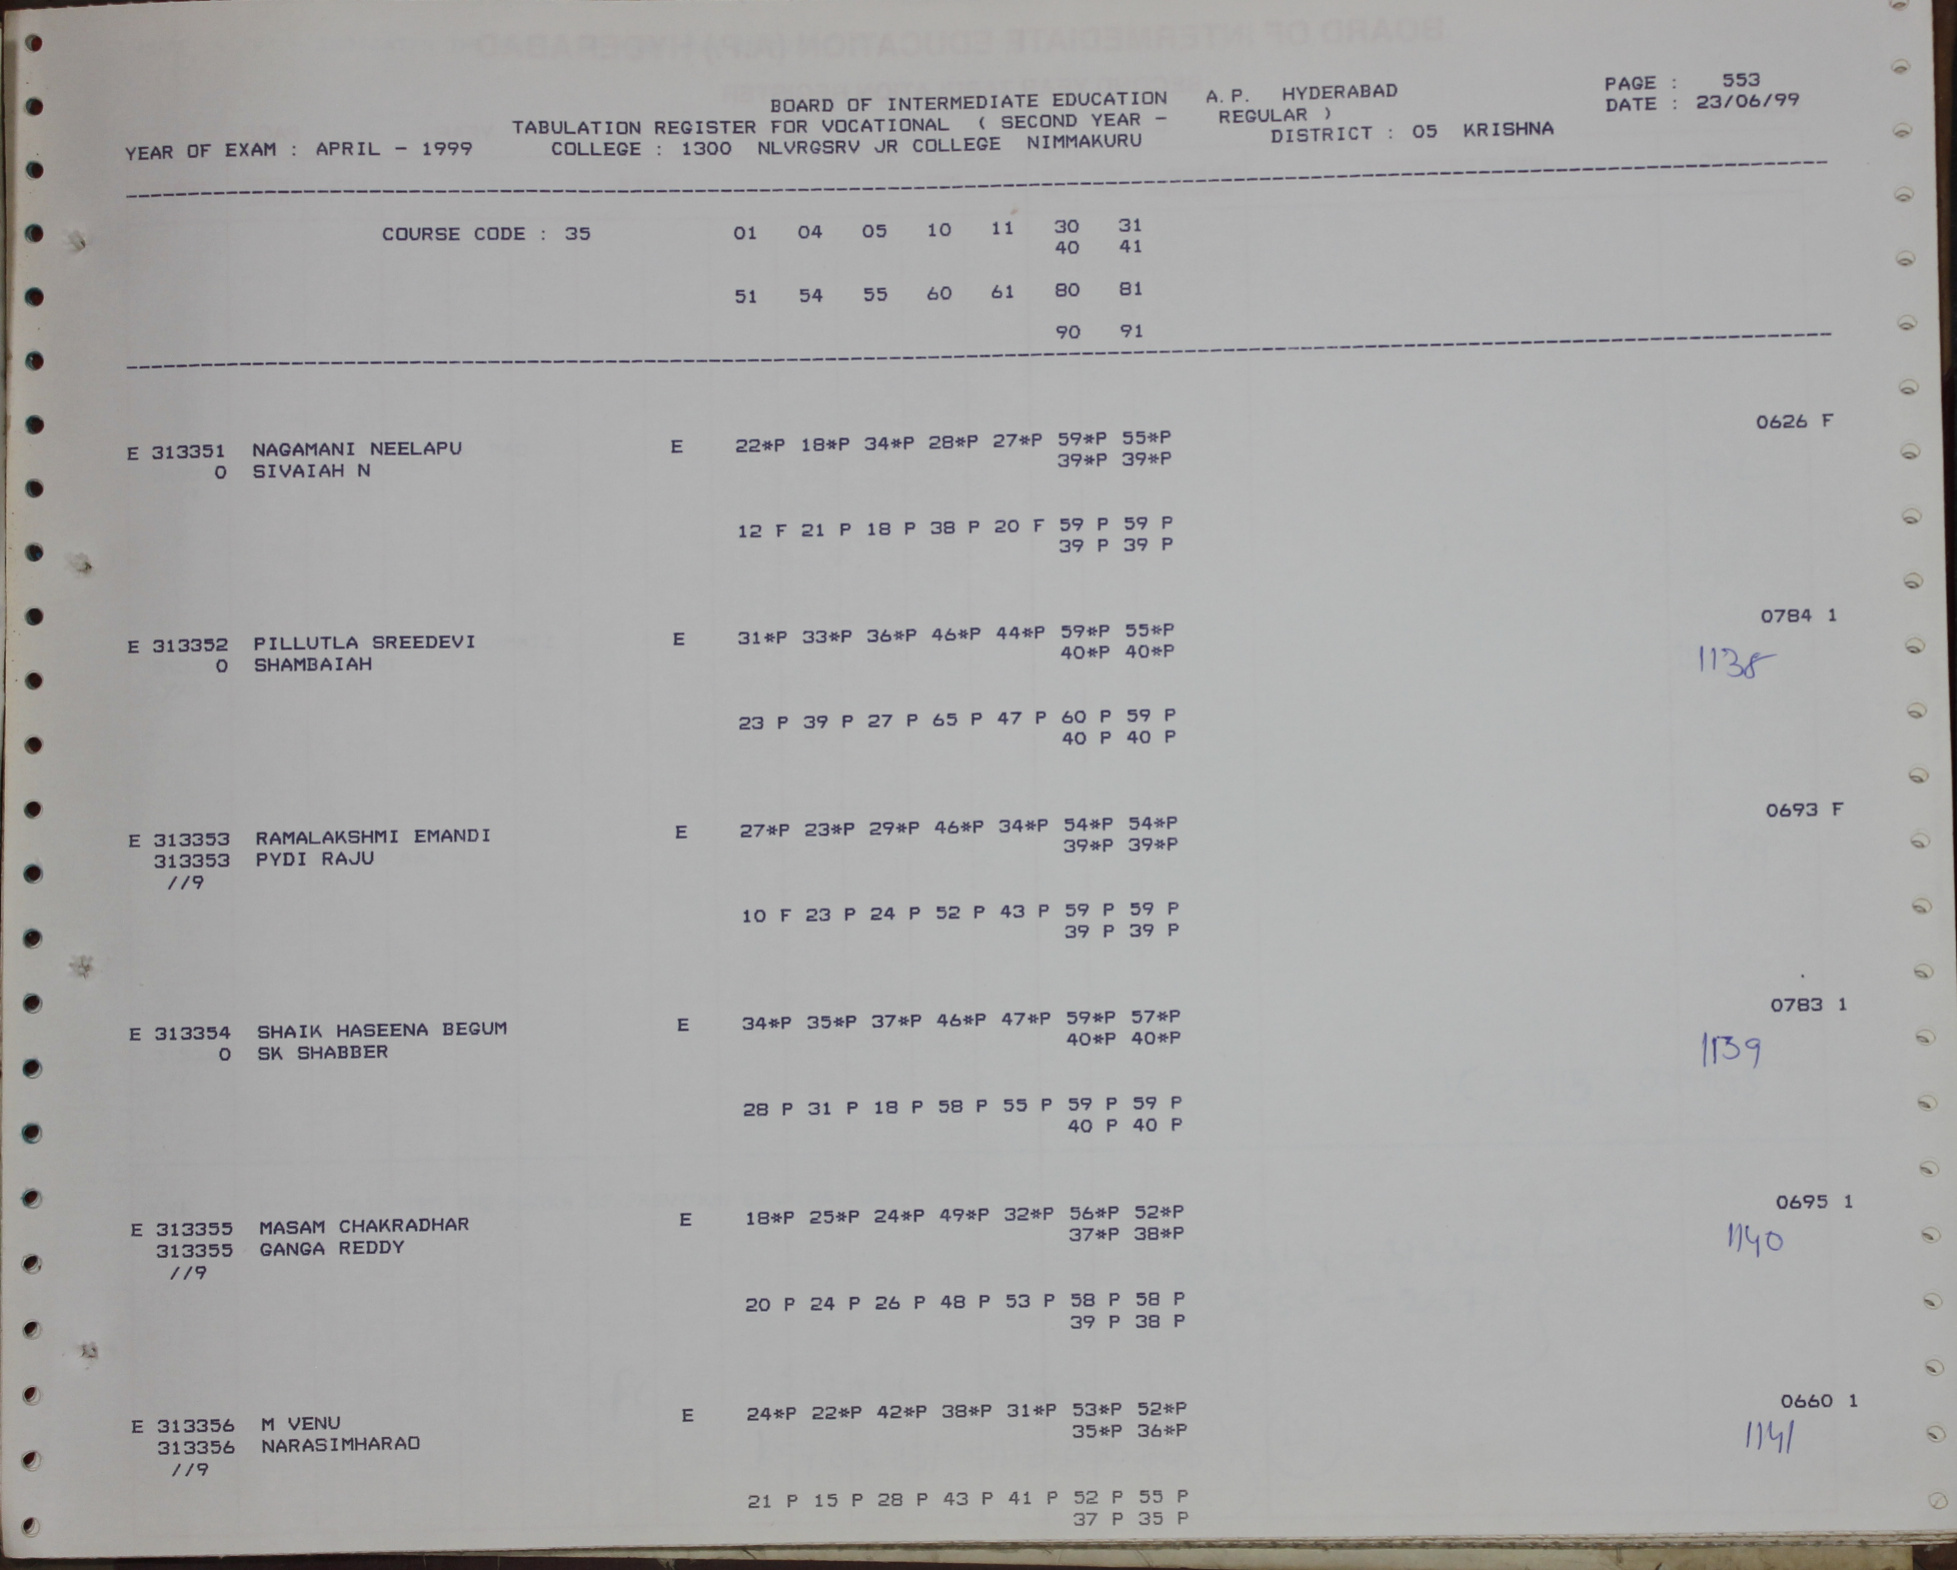 BOARD OF INTERMEDIATE EDUCATION A.P. HYDERABAD PAGE : 553
TABULATION REGISTER FOR VOCATIONAL ( SECOND YEAR - REGULAR ) DATE : 23/06/99
YEAR OF EXAM : APRIL - 1999 COLLEGE : 1300 NLVRGSRV JR COLLEGE NIMMAKURU DISTRICT : 05 KRISHNA
COURSE CODE : 35 01 04 05 10 11 30 31
40 41
51 54 55 60 61 80 81
90 91
0626 F
E 313351 NAGAMANI NEELAPU E 22*P 18*P 34*P 28*P 27*P 59*P 55*P
0 SIVAIAH N 39*P 39*P
12 F 21 P 18 P 38 P 20 F 59 P 59 P
39 P 39 P
0784 1
E 313352 PILLUTLA SREEDEVI E 31*P 33*P 36*P 46*P 44*P 59*P 55*P
0 SHAMBAIAH 40*P 40*P 1138
23 P 39 P 27 P 65 P 47 P 60 P 59 P
40 P 40 P
0693 F
E 313353 RAMALAKSHMI EMANDI E 27*P 23*P 29*P 46*P 34*P 54*P 54*P
313353 PYDI RAJU 39*P 39*P
//9
10 F 23 P 24 P 52 P 43 P 59 P 59 P
39 P 39 P
0783 1
E 313354 SHAIK HASEENA BEGUM E 34*P 35*P 37*P 46*P 47*P 59*P 57*P
0 SK SHABBER 40*P 40*P 1139
28 P 31 P 18 P 58 P 55 P 59 P 59 P
40 P 40 P
0695 1
E 313355 MASAM CHAKRADHAR E 18*P 25*P 24*P 49*P 32*P 56*P 52*P
313355 GANGA REDDY 37*P 38*P 1140
//9
20 P 24 P 26 P 48 P 53 P 58 P 58 P
39 P 38 P
0660 1
E 313356 M VENU E 24*P 22*P 42*P 38*P 31*P 53*P 52*P
313356 NARASIMHARAO 35*P 36*P 1141
//9
21 P 15 P 28 P 43 P 41 P 52 P 55 P
37 P 35 P